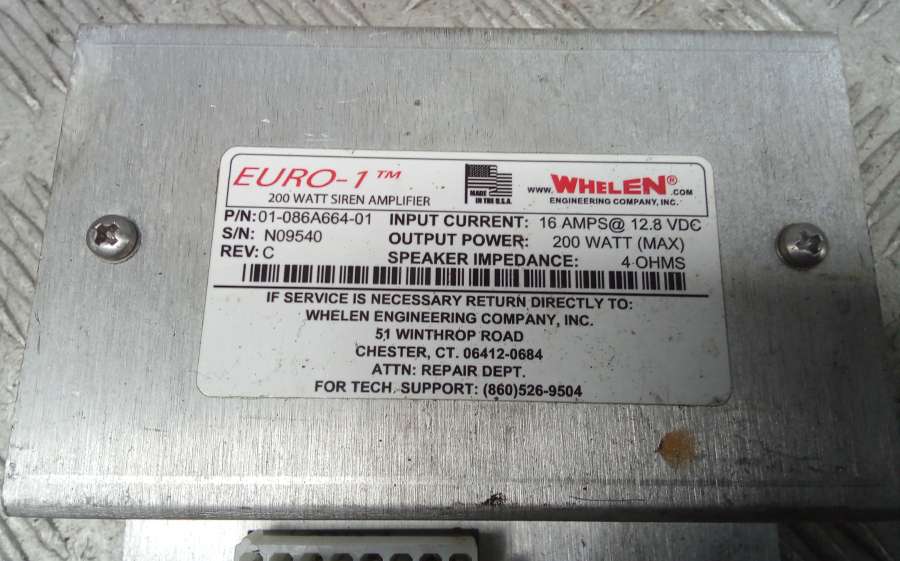 EURO-1™
200 WATT SIREN AMPLIFIER
MADE IN THE U.S.A.
www. WHELEN® .com
ENGINEERING COMPANY, INC.
P/N: 01-086A664-01 INPUT CURRENT: 16 AMPS@ 12.8 VDC
S/N: N09540 OUTPUT POWER: 200 WATT (MAX)
REV: C SPEAKER IMPEDANCE: 4 OHMS
IF SERVICE IS NECESSARY RETURN DIRECTLY TO:
WHELEN ENGINEERING COMPANY, INC.
51 WINTHROP ROAD
CHESTER, CT. 06412-0684
ATTN: REPAIR DEPT.
FOR TECH. SUPPORT: (860)526-9504